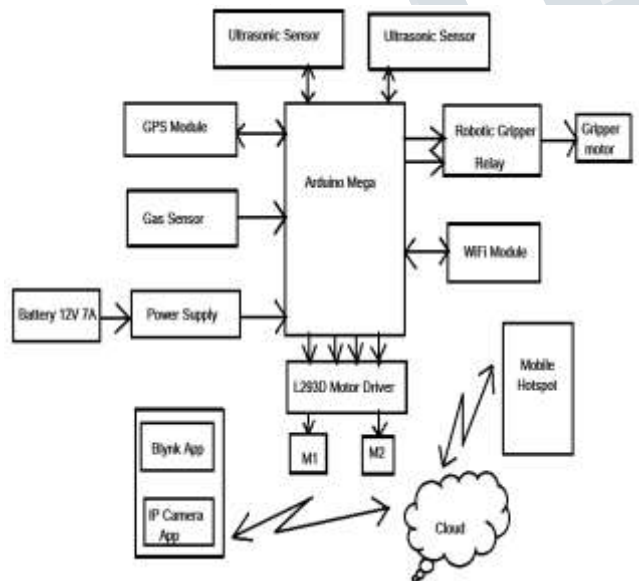 Ultrasonic Sensor
Ultrasonic Sensor
GPS Module
Robotic Gripper
Relay
Gripper
motor
Arduino Mega
Gas Sensor
WiFi Module
Battery 12V 7A
Power Supply
L293D Motor Driver
Mobile
Hotspot
M1
M2
Blynk App
IP Camera
App
Cloud